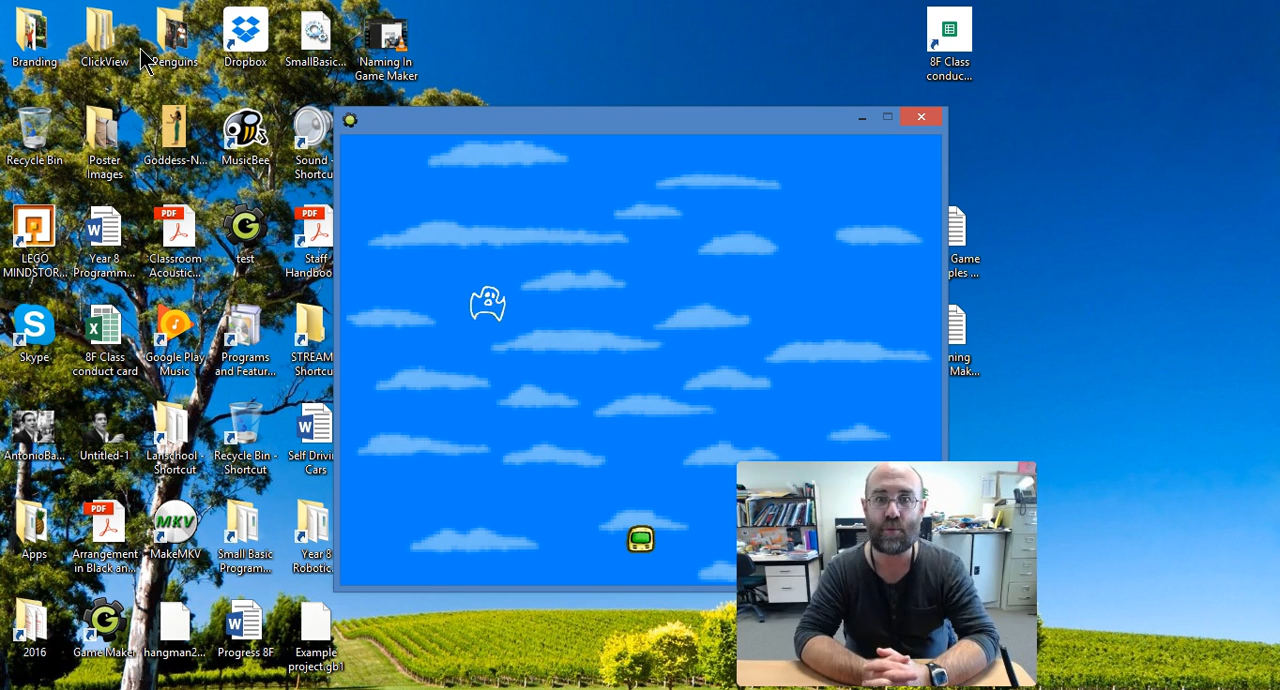 Branding
ClickView
Penguins
Dropbox
SmallBasic...
Naming In
Game Maker
8F Class
conduc...
Recycle Bin
Poster
Images
Goddess-N...
MusicBee
Sound -
Shortcu
PDF
PDF
LEGO
MINDSTOR...
Year 8
Programm...
Classroom
Acoustic...
test
Staff
Handboo
Game
ples ...
Skype
8F Class
conduct card
Google Play
Music
Programs
and Featur...
STREAM
Shortcu
ning
Mak...
AntonioBa...
Untitled-1
Lanschool -
Shortcut
Recycle Bin -
Shortcut
Self Drivin
Cars
PDF
MKV
Apps
Arrangement
in Black an...
MakeMKV
Small Basic
Program...
Year 8
Robotic.
2016
Game Maker
hangman2...
Progress 8F
Example
project.gb1